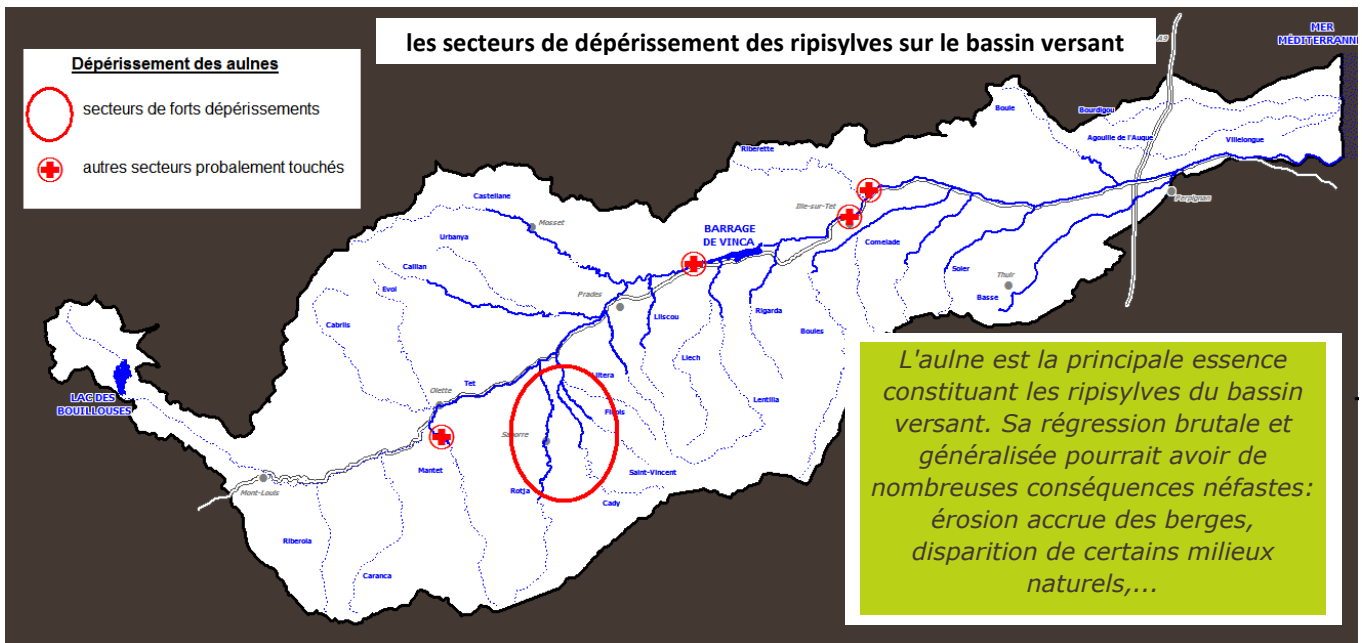 les secteurs de dépérissement des ripisylves sur le bassin versant
MER
MÉDITERRANN
A9
Dépérissement des aulnes
secteurs de forts dépérissements
autres secteurs probalement touchés
Boule
Bourdigou
Agouille de l'Auque
Villelongue
Riberette
Castellane
Mosset
Ille-sur-Tet
Perpignan
Urbanya
BARRAGE
DE VINCA
Comelade
Caillan
Soler
Thuir
Evol
Basse
Prades
Lliscou
Rigarda
Cabrils
Boules
Llech
Tet
Llitera
Olette
LAC DES
BOUILLOUSES
Lentilla
Fillols
Sahorre
Mantet
Saint-Vincent
Rotja
Mont-Louis
Cady
Riberola
Caranca
L'aulne est la principale essence
constituant les ripisylves du bassin
versant. Sa régression brutale et
généralisée pourrait avoir de
nombreuses conséquences néfastes:
érosion accrue des berges,
disparition de certains milieux
naturels,...